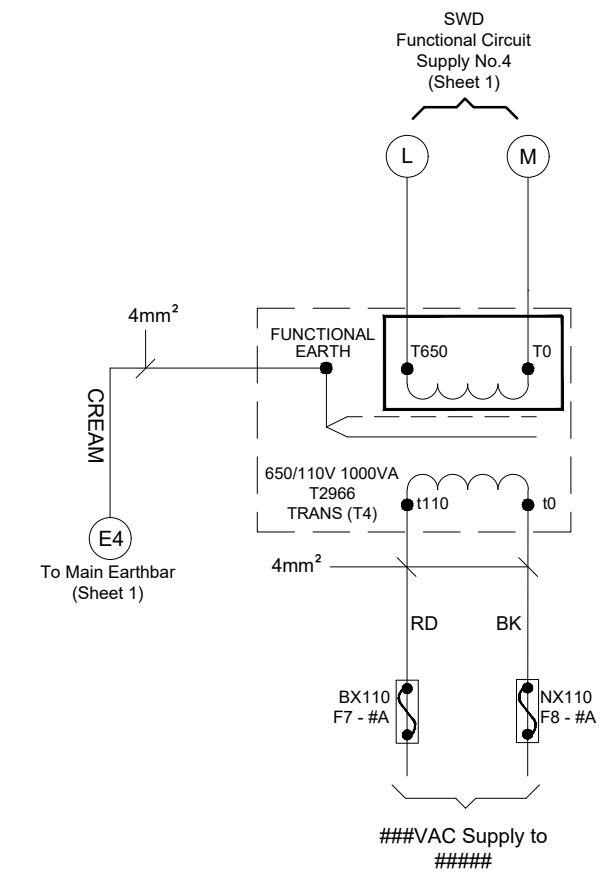 SWD
Functional Circuit
Supply No.4
(Sheet 1)
L
M
4mm²
FUNCTIONAL
EARTH
T650
T0
CREAM
650/110V 1000VA
T2966
TRANS (T4)
t110
t0
E4
To Main Earthbar
(Sheet 1)
4mm²
RD
BK
BX110
F7 - #A
NX110
F8 - #A
###VAC Supply to
#####